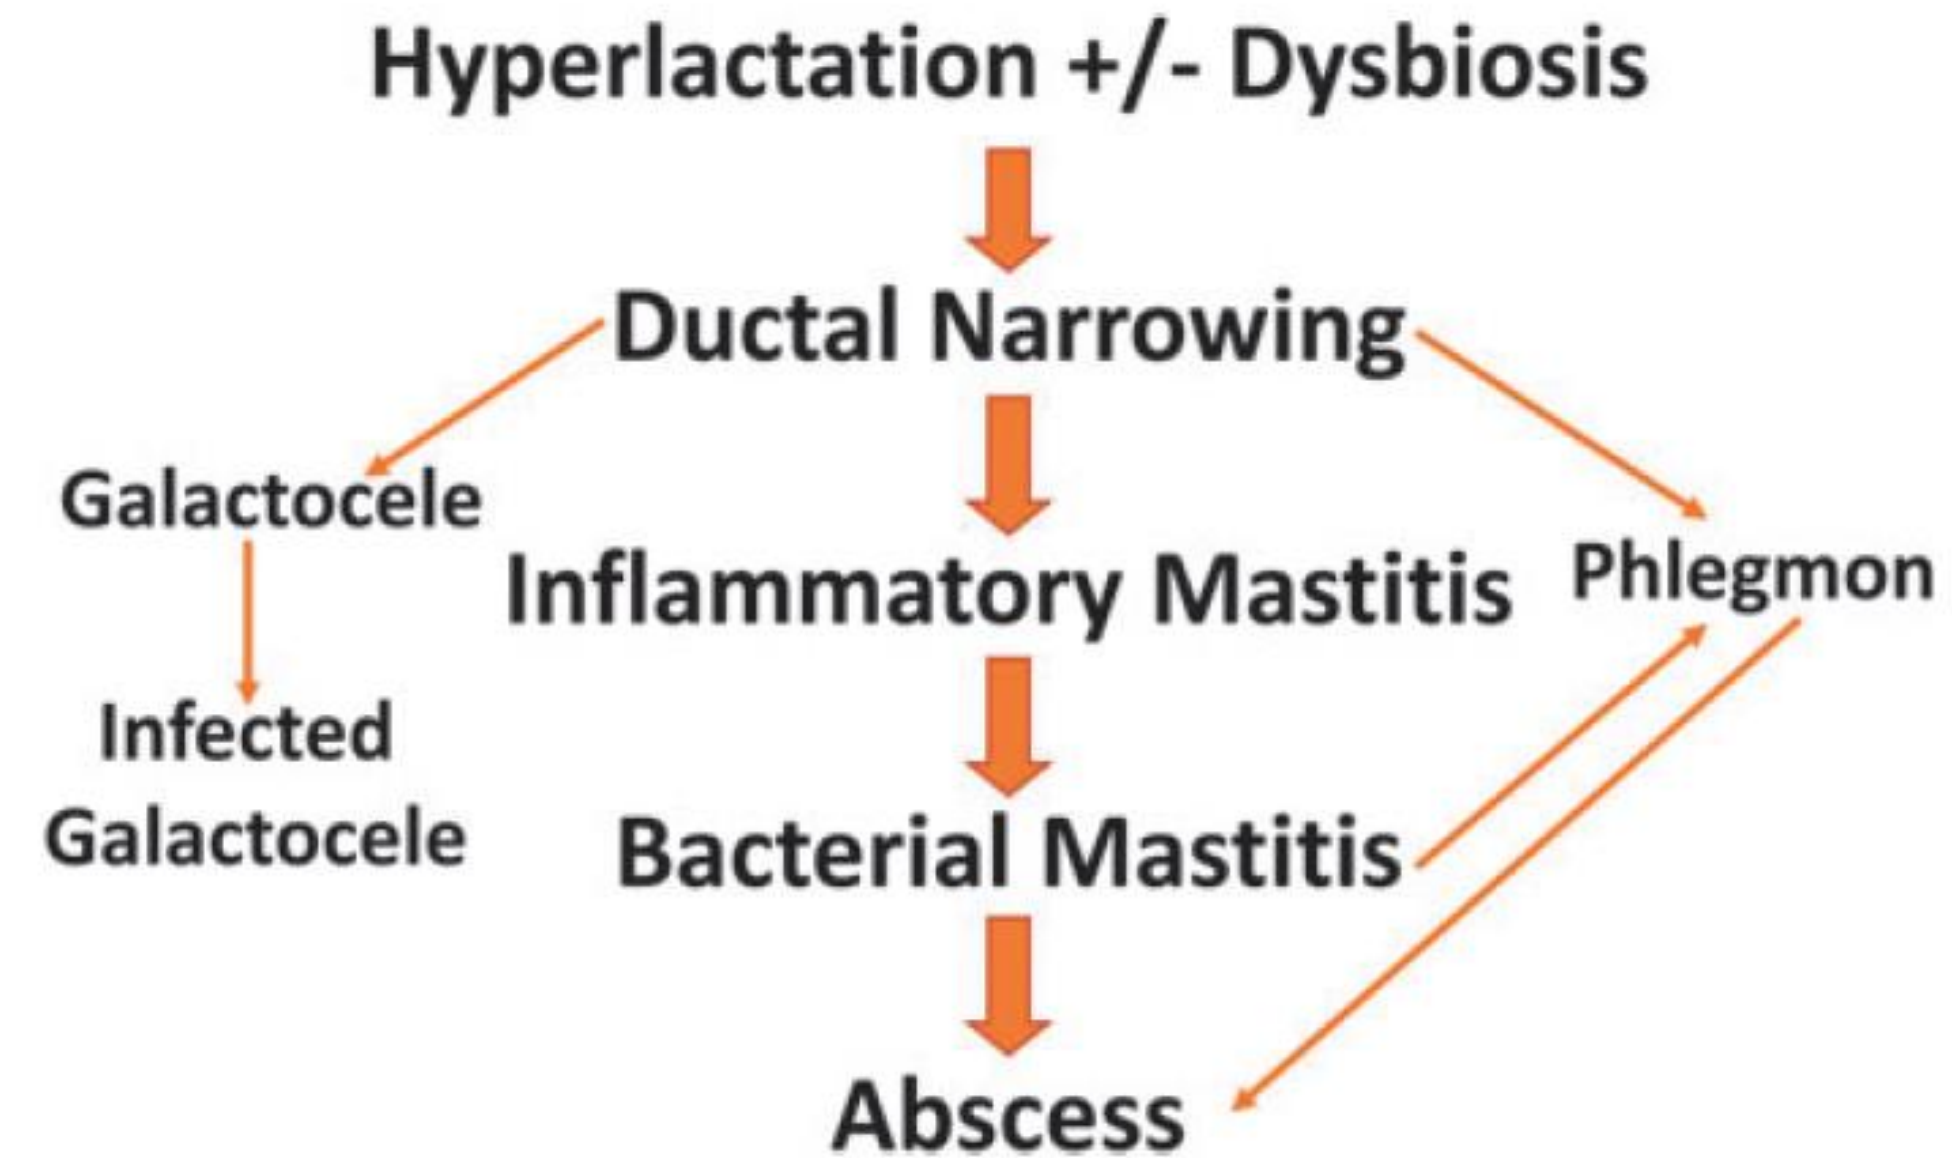 Hyperlactation +/- Dysbiosis
Ductal Narrowing
Galactocele
Inflammatory Mastitis
Phlegmon
Infected
Galactocele
Bacterial Mastitis
Abscess